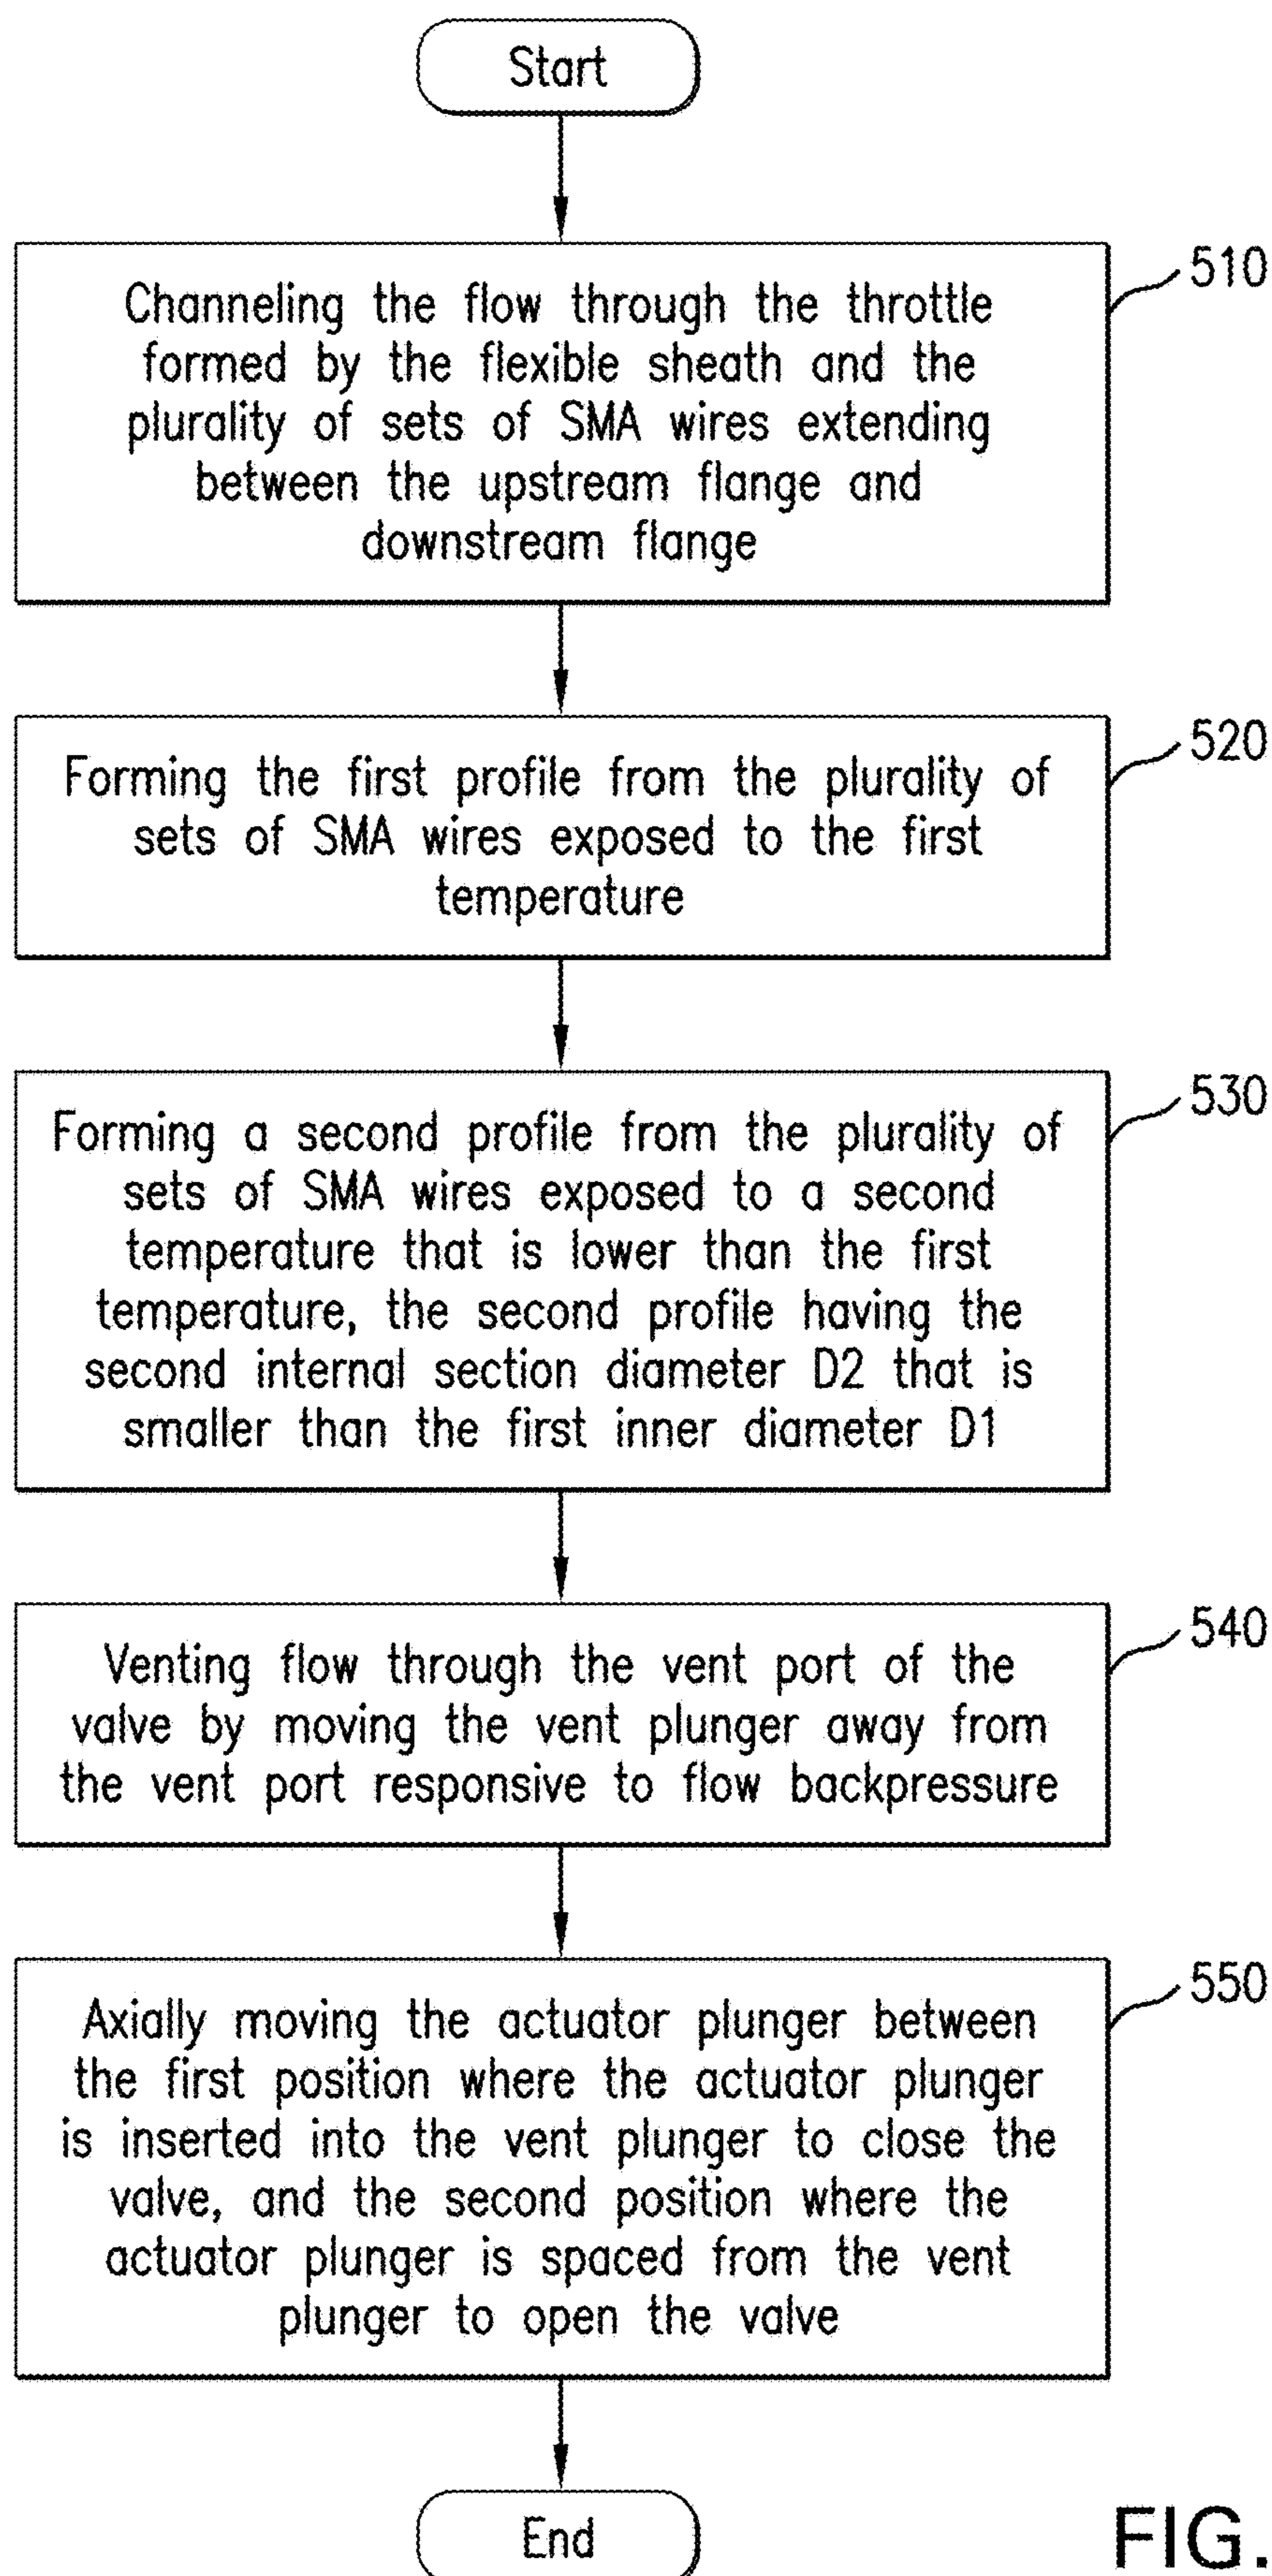 Start
510
Channeling the flow through the throttle
formed by the flexible sheath and the
plurality of sets of SMA wires extending
between the upstream flange and
downstream flange
520
Forming the first profile from the plurality of
sets of SMA wires exposed to the first
temperature
530
Forming a second profile from the plurality of
sets of SMA wires exposed to a second
temperature that is lower than the first
temperature, the second profile having the
second internal section diameter D2 that is
smaller than the first inner diameter D1
540
Venting flow through the vent port of the
valve by moving the vent plunger away from
the vent port responsive to flow backpressure
550
Axially moving the actuator plunger between
the first position where the actuator plunger
is inserted into the vent plunger to close the
valve, and the second position where the
actuator plunger is spaced from the vent
plunger to open the valve
End
FIG.